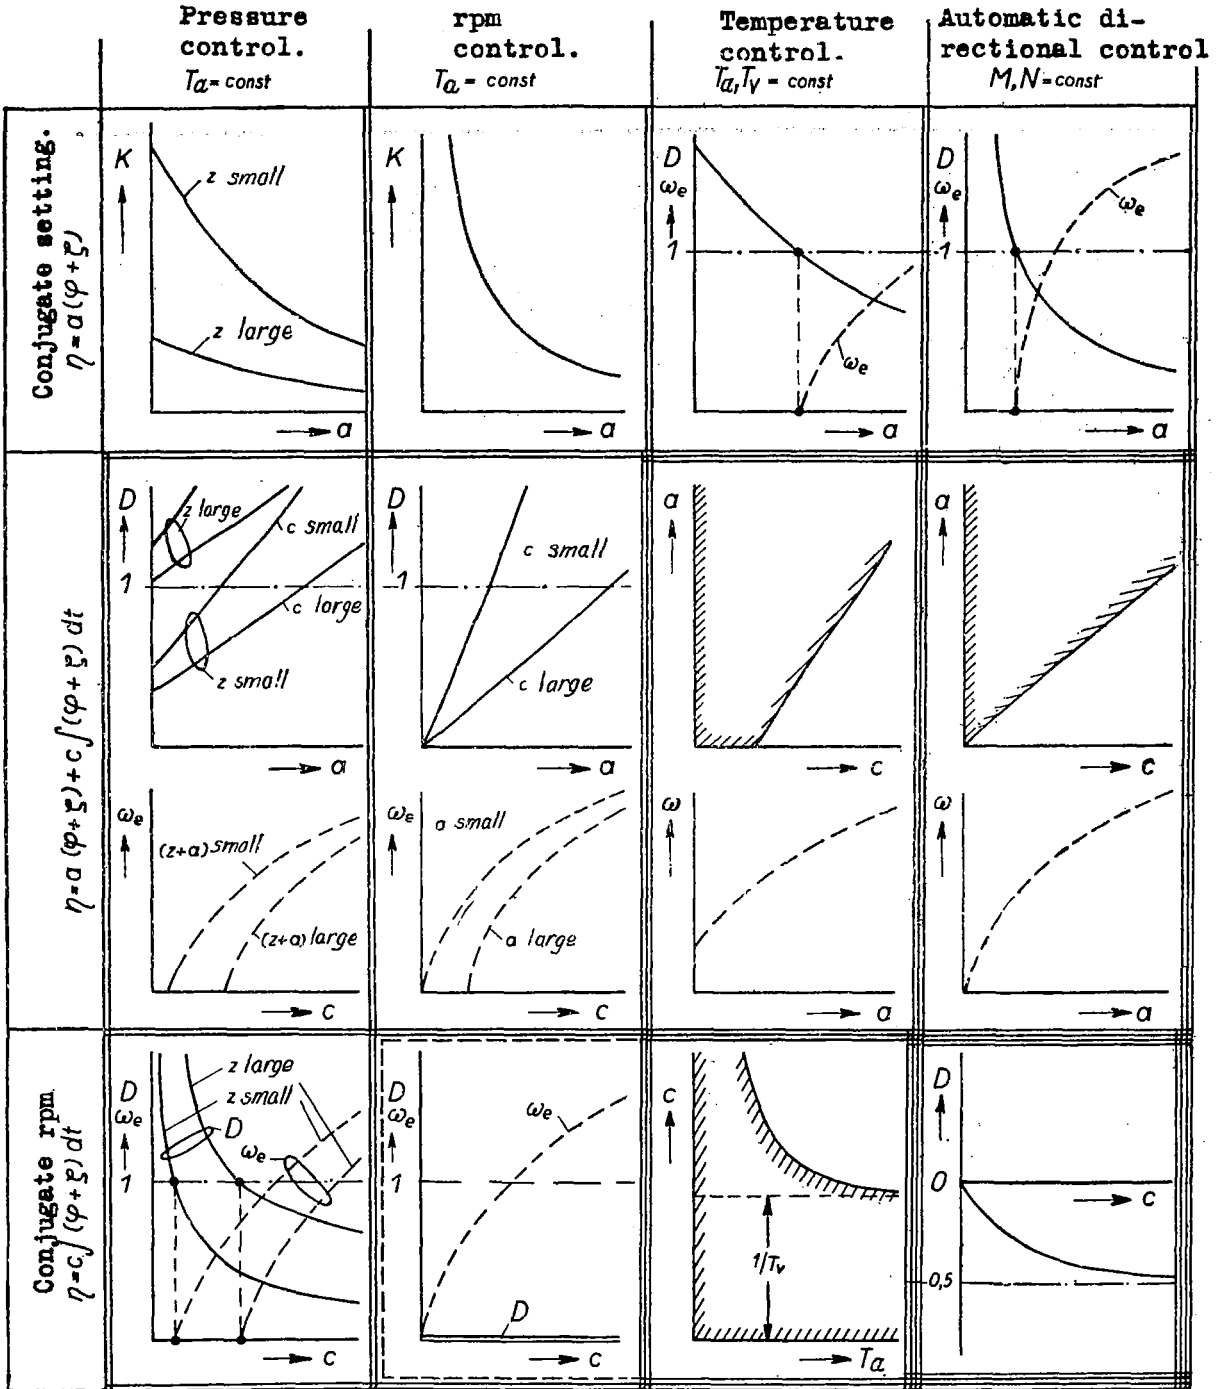 Pressure
control.
Tₐ = const
rpm
control.
Tₐ = const
Temperature
control.
Tₐ, Tᵥ = const
Automatic di-
rectional control
M, N = const
Conjugate setting.
η = a(φ+ξ)
K
z small
z large
a
K
a
D
ωₑ
1
ωₑ
a
D
ωₑ
1
ωₑ
a
η = a(φ+ξ)+c∫(φ+ξ)dt
D
1
z large
c small
c large
z small
a
D
1
c small
c large
a
a
c
a
c
ωₑ
(z+a) small
(z+a) large
c
ωₑ
a small
a large
c
ω
a
ω
a
Conjugate rpm
η = c∫(φ+ξ)dt
D
ωₑ
1
z large
z small
D
ωₑ
c
D
ωₑ
1
ωₑ
D
c
c
1/Tᵥ
Tₐ
D
0
c
-0,5